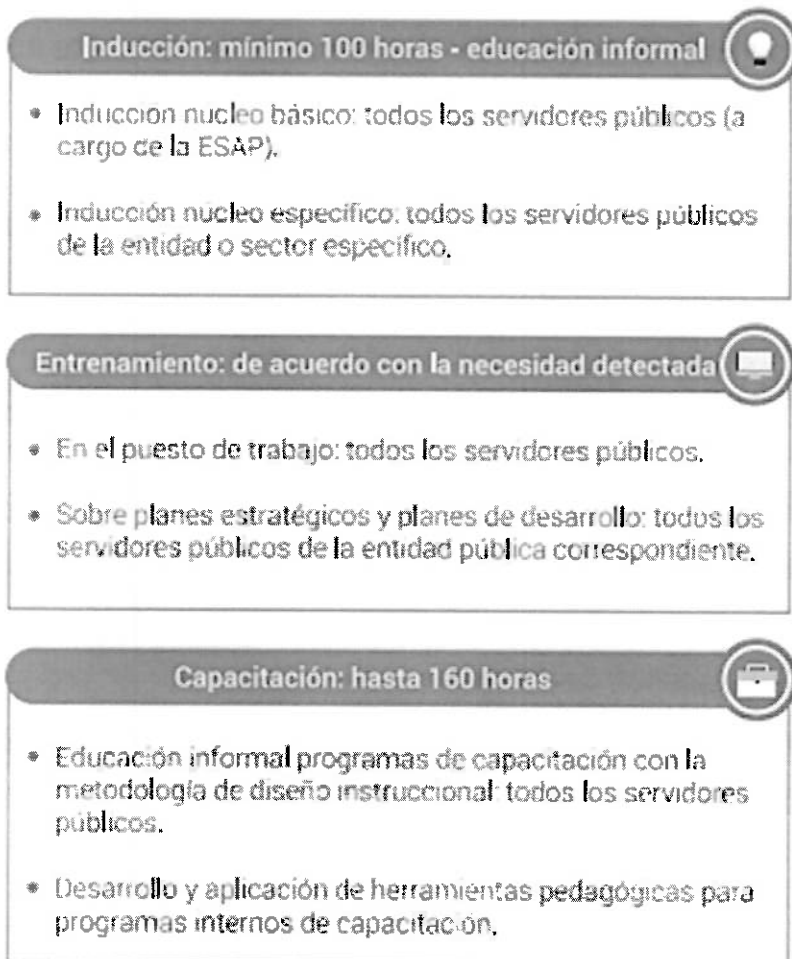 Inducción: mínimo 100 horas - educación informal
• Inducción nucleo básico: todos los servidores públicos (a
cargo de la ESAP).
• Inducción nucleo específico: todos los servidores públicos
de la entidad o sector específico.
Entrenamiento: de acuerdo con la necesidad detectada
• En el puesto de trabajo: todos los servidores públicos.
• Sobre planes estratégicos y planes de desarrollo: todos los
servidores públicos de la entidad pública correspondiente.
Capacitación: hasta 160 horas
• Educación informal programas de capacitación con la
metodología de diseño instruccional: todos los servidores
públicos.
• Desarrollo y aplicación de herramientas pedagógicas para
programas internos de capacitación.